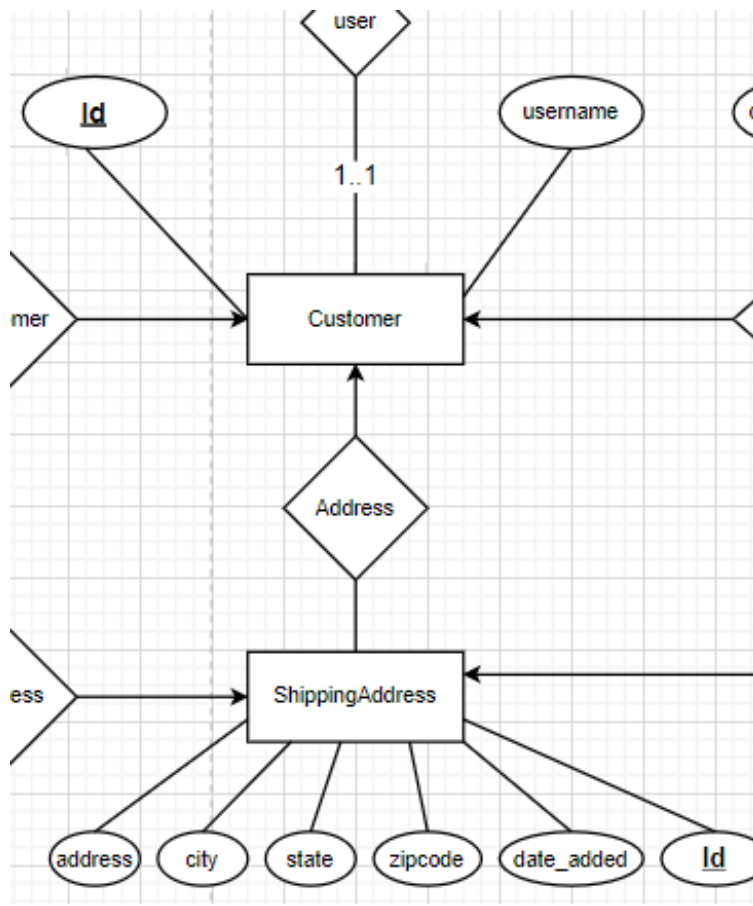 user
Id
username
1..1
mer
Customer
Address
ess
ShippingAddress
address
city
state
zipcode
date_added
Id